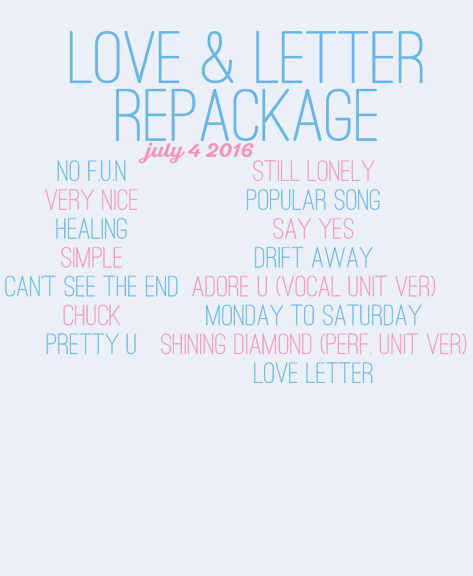 LOVE & LETTER
REPACKAGE
july 4 2016
NO F.U.N
VERY NICE
HEALING
SIMPLE
CAN'T SEE THE END
CHUCK
PRETTY U
STILL LONELY
POPULAR SONG
SAY YES
DRIFT AWAY
ADORE U (VOCAL UNIT VER)
MONDAY TO SATURDAY
SHINING DIAMOND (PERF. UNIT VER)
LOVE LETTER